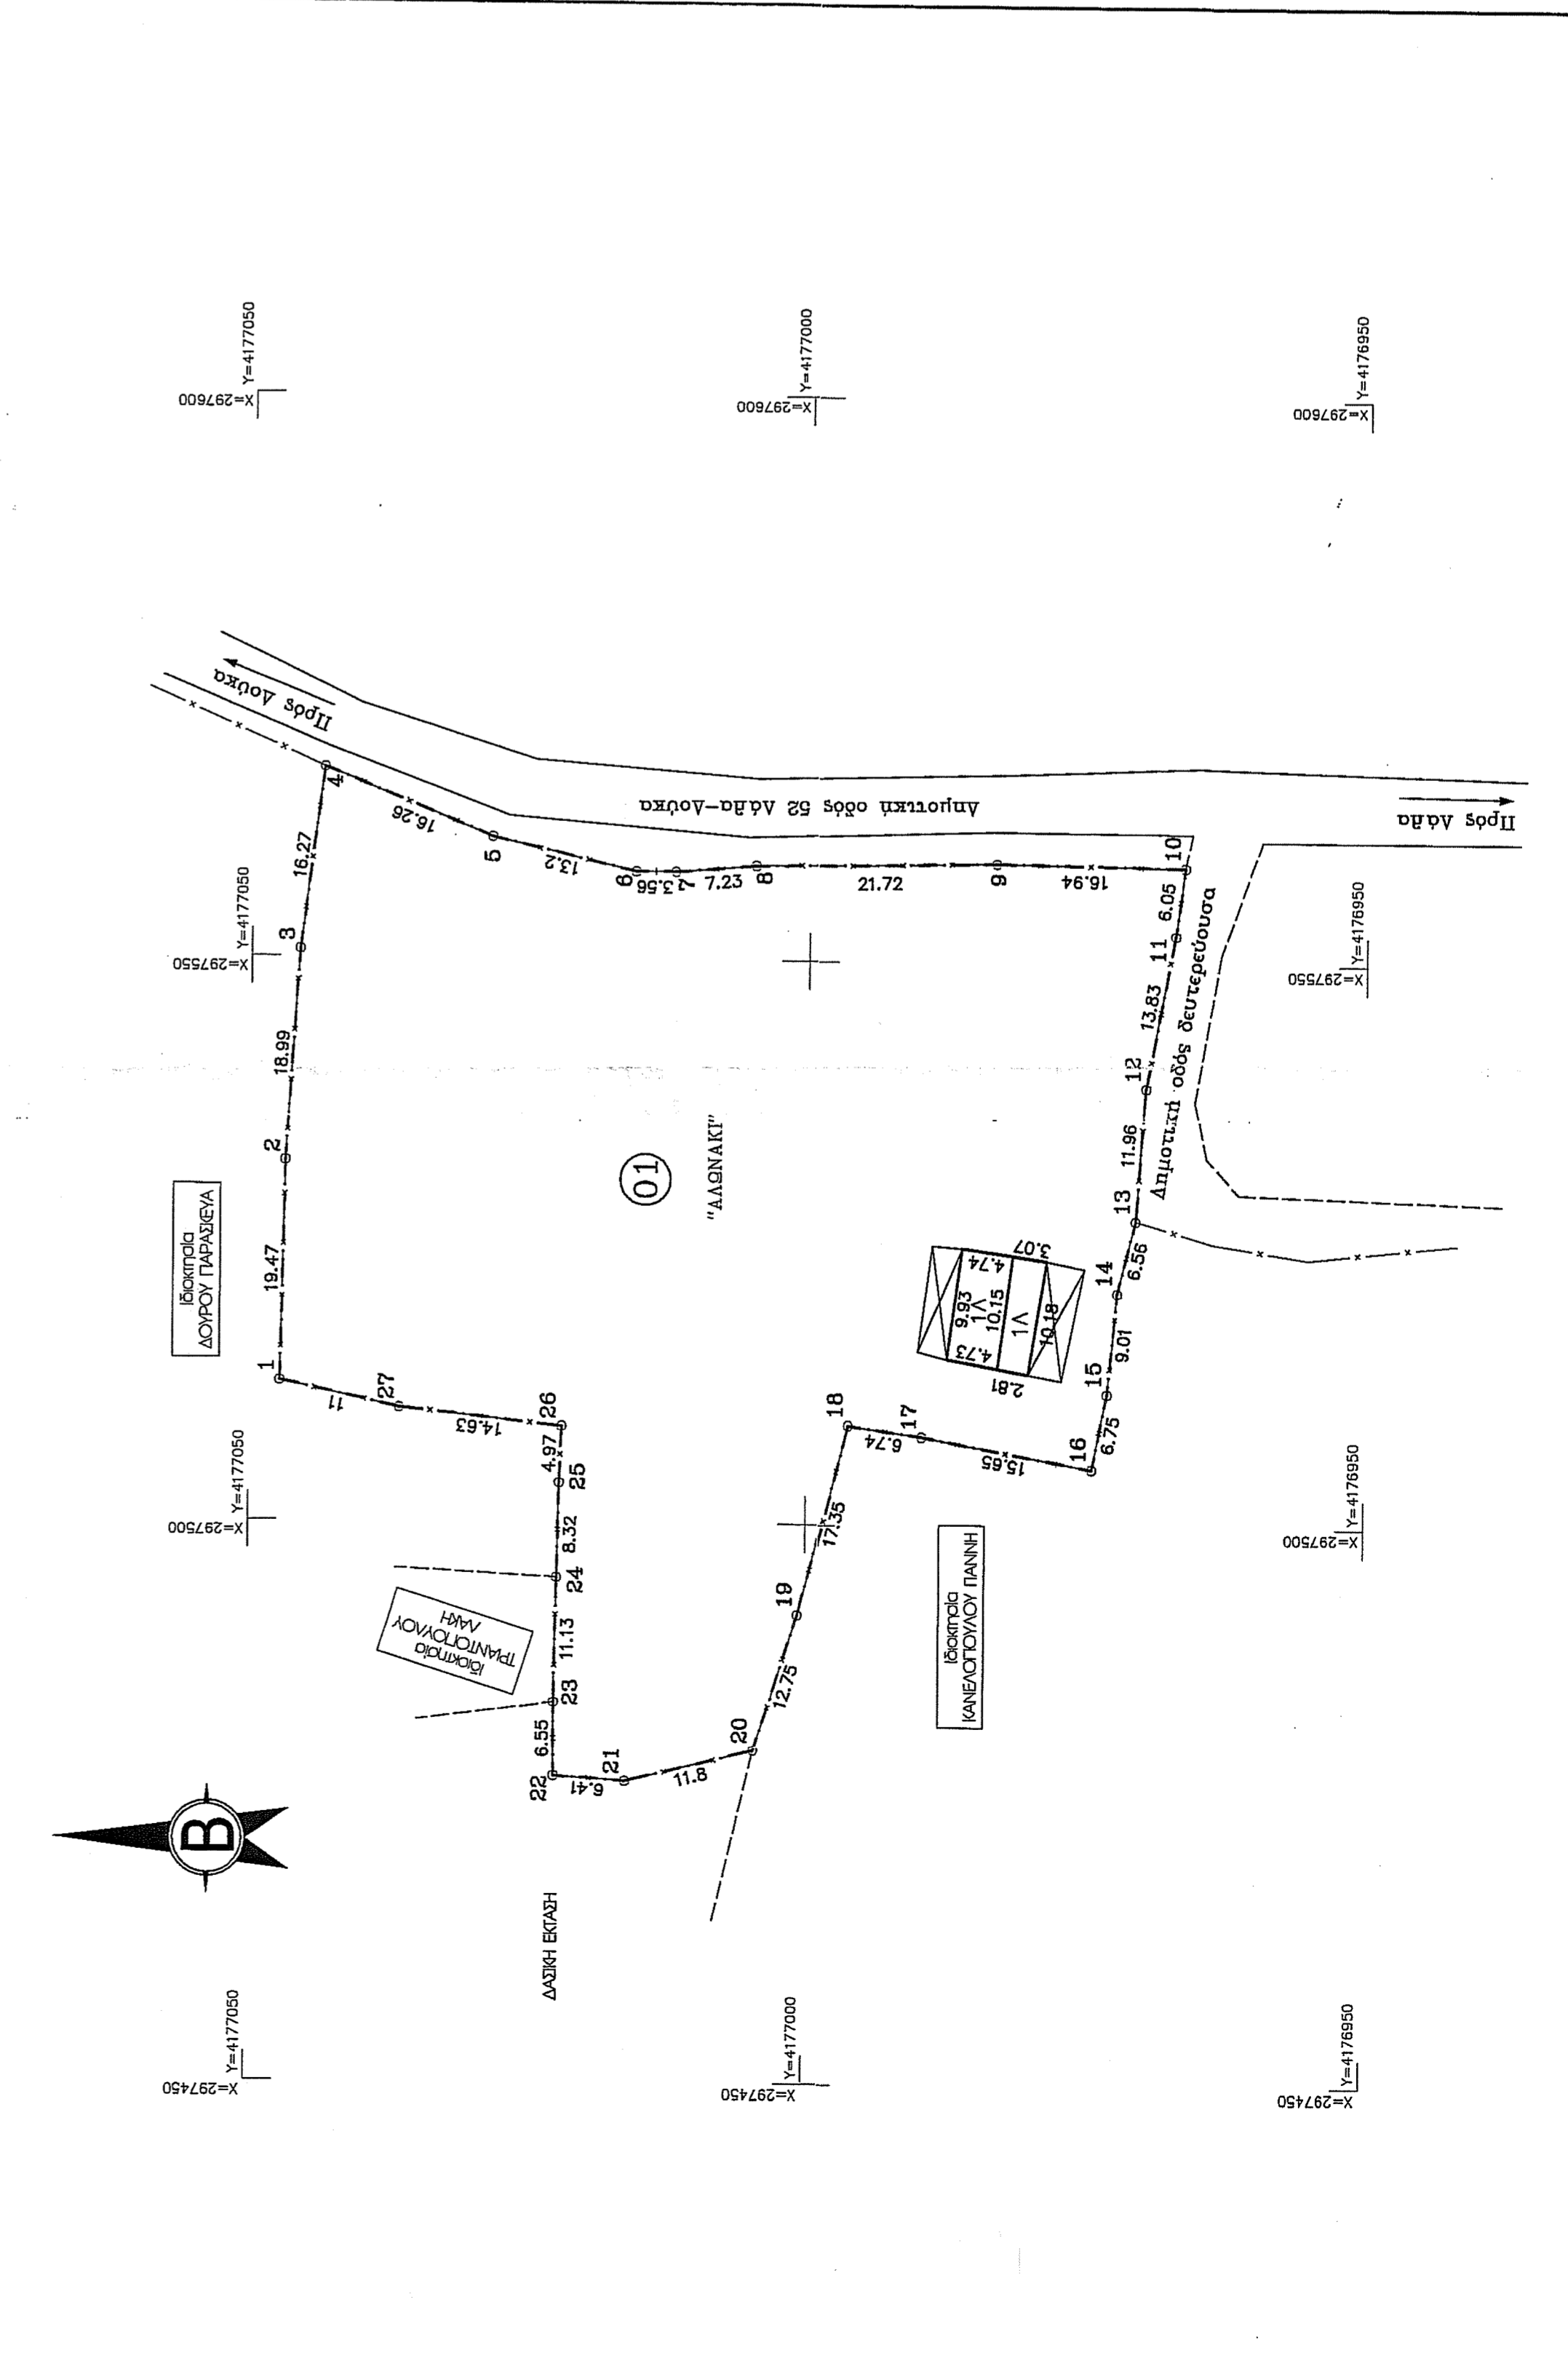 X=297450
Y=4177050
X=297500
Y=4177050
X=297550
Y=4177050
X=297600
Y=4177050
X=297450
Y=4177000
X=297600
Y=4177000
X=297450
Y=4176950
X=297500
Y=4176950
X=297550
Y=4176950
X=297600
Y=4176950
B
ΔΑΣΙΚΗ ΕΚΤΑΣΗ
Ιδιοκτησία
ΔΟΥΡΟΥ ΠΑΡΑΣΚΕΥΑ
Ιδιοκτησία
ΤΡΙΑΝΤΟΠΟΥΛΟΥ
ΛΑΚΗ
Ιδιοκτησία
ΚΑΝΕΛΟΠΟΥΛΟΥ ΓΙΑΝΝΗ
01
"ΑΛΩΝΑΚΙ"
Πρός Δούκα
Δημοτική οδός 52 Λάλα-Δούκα
Πρός Λάλα
Δημοτική οδός δευτερεύουσα
1
19.47
2
18.99
3
16.27
4
16.26
5
13.2
6
3.56
7
7.23
8
21.72
9
16.94
10
6.05
11
13.83
12
11.96
13
6.56
14
9.01
15
6.75
16
15.65
17
6.74
18
17.35
19
12.75
20
11.8
21
6.41
22
6.55
23
11.13
24
8.32
25
4.97
26
14.63
27
11
9.93
1Λ
10.15
4.73
4.74
1Λ
10.18
2.81
3.07